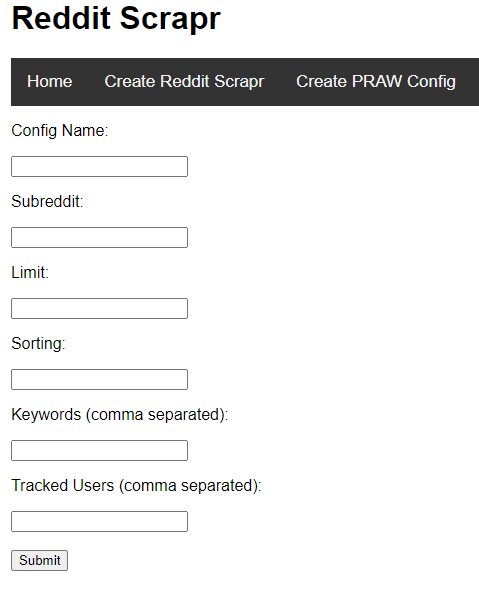 Reddit Scrapr
Home Create Reddit Scrapr Create PRAW Config
Config Name:
Subreddit:
Limit:
Sorting:
Keywords (comma separated):
Tracked Users (comma separated):
Submit